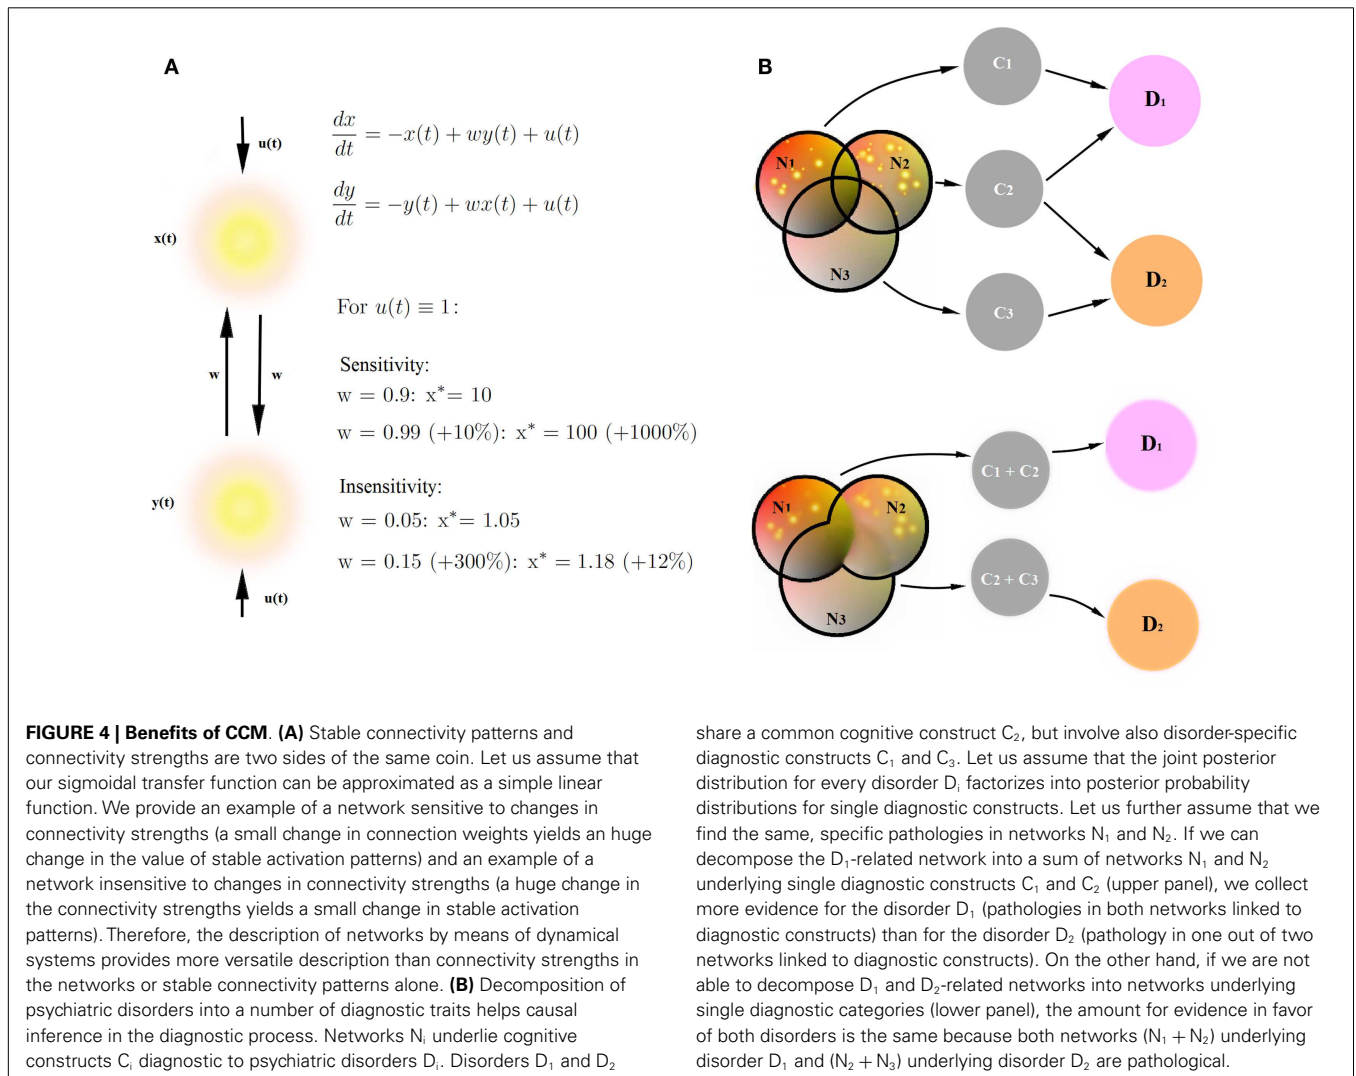 A
u(t)
x(t)
w
w
y(t)
u(t)
dx/dt = −x(t) + wy(t) + u(t)
dy/dt = −y(t) + wx(t) + u(t)
For u(t) ≡ 1:
Sensitivity:
w = 0.9: x*= 10
w = 0.99 (+10%): x* = 100 (+1000%)
Insensitivity:
w = 0.05: x*= 1.05
w = 0.15 (+300%): x* = 1.18 (+12%)
B
N1
N2
N3
C1
C2
C3
D1
D2
N1
N2
N3
C1 + C2
C2 + C3
D1
D2
FIGURE 4 | Benefits of CCM. (A) Stable connectivity patterns and
connectivity strengths are two sides of the same coin. Let us assume that
our sigmoidal transfer function can be approximated as a simple linear
function. We provide an example of a network sensitive to changes in
connectivity strengths (a small change in connection weights yields an huge
change in the value of stable activation patterns) and an example of a
network insensitive to changes in connectivity strengths (a huge change in
the connectivity strengths yields a small change in stable activation
patterns). Therefore, the description of networks by means of dynamical
systems provides more versatile description than connectivity strengths in
the networks or stable connectivity patterns alone. (B) Decomposition of
psychiatric disorders into a number of diagnostic traits helps causal
inference in the diagnostic process. Networks Nᵢ underlie cognitive
constructs Cᵢ diagnostic to psychiatric disorders Dᵢ. Disorders D₁ and D₂
share a common cognitive construct C₂, but involve also disorder-specific
diagnostic constructs C₁ and C₃. Let us assume that the joint posterior
distribution for every disorder Dᵢ factorizes into posterior probability
distributions for single diagnostic constructs. Let us further assume that we
find the same, specific pathologies in networks N₁ and N₂. If we can
decompose the D₁-related network into a sum of networks N₁ and N₂
underlying single diagnostic constructs C₁ and C₂ (upper panel), we collect
more evidence for the disorder D₁ (pathologies in both networks linked to
diagnostic constructs) than for the disorder D₂ (pathology in one out of two
networks linked to diagnostic constructs). On the other hand, if we are not
able to decompose D₁ and D₂-related networks into networks underlying
single diagnostic categories (lower panel), the amount for evidence in favor
of both disorders is the same because both networks (N₁ + N₂) underlying
disorder D₁ and (N₂ + N₃) underlying disorder D₂ are pathological.